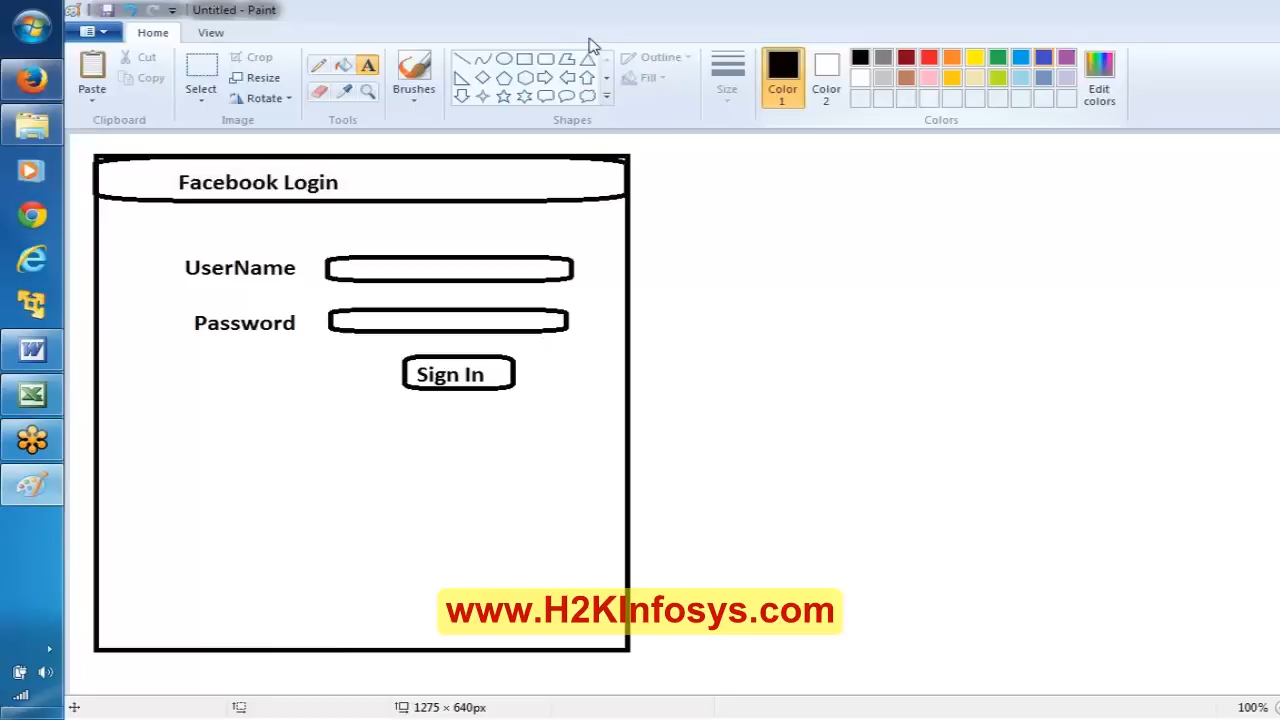 Untitled - Paint
Home View
Paste Cut Copy
Select Crop Resize Rotate
A
Brushes
Outline
Fill
Size
Color 1
Color 2
Edit colors
Clipboard Image Tools Shapes Colors
Facebook Login
UserName
Password
Sign In
www.H2KInfosys.com
1275 × 640px
100%